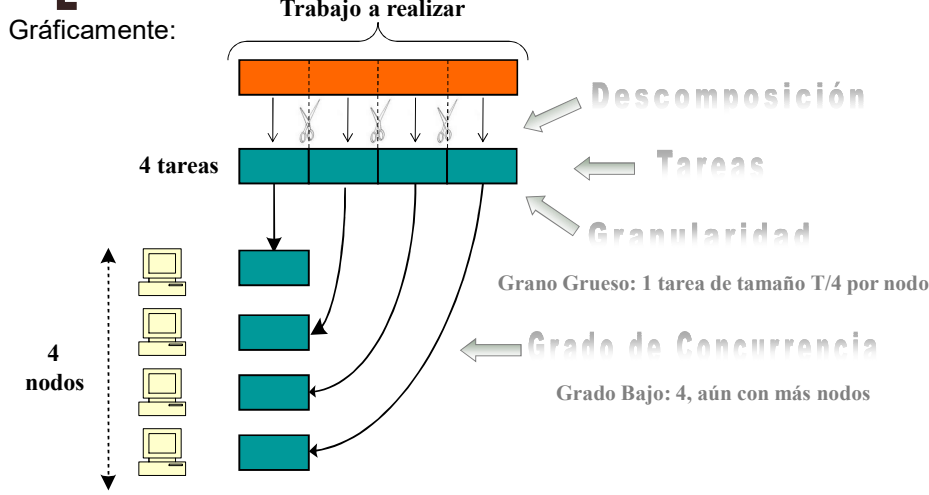 Trabajo a realizar
Gráficamente:
Descomposición
4 tareas
Tareas
Granularidad
Grano Grueso: 1 tarea de tamaño T/4 por nodo
4
nodos
Grado de Concurrencia
Grado Bajo: 4, aún con más nodos